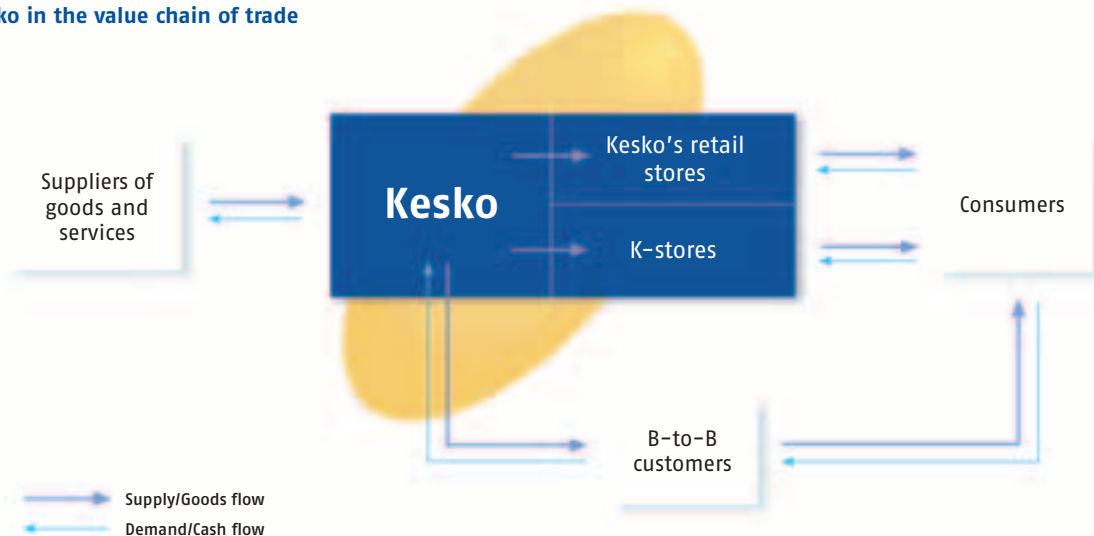 ko in the value chain of trade
Suppliers of
goods and
services
Kesko
Kesko's retail
stores
K-stores
Consumers
B-to-B
customers
Supply/Goods flow
Demand/Cash flow